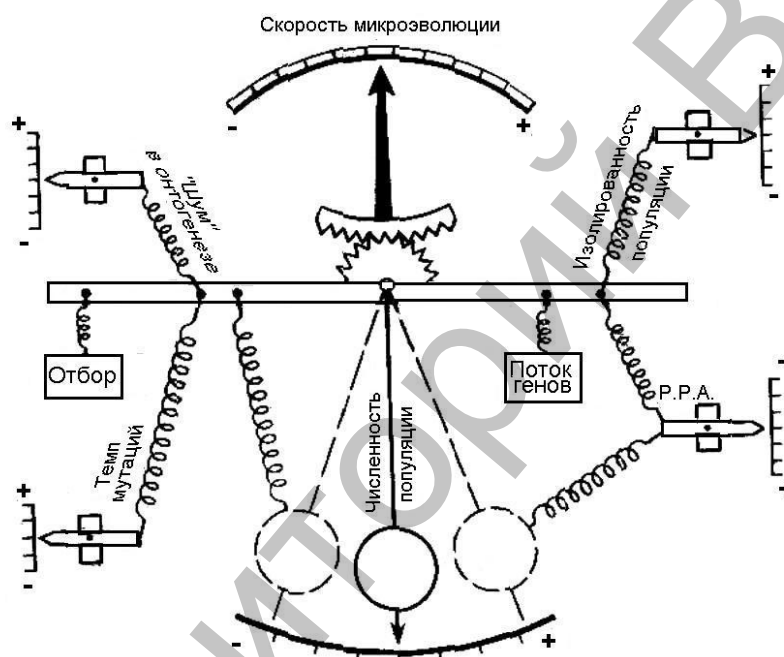 Скорость микроэволюции
- +
+
-
"Шум"
в онтогенезе
Изолированность
популяции
+
-
Отбор
Поток
генов
Темп
мутаций
Численность
популяции
Р.Р.А.
-
-
+
-
- +